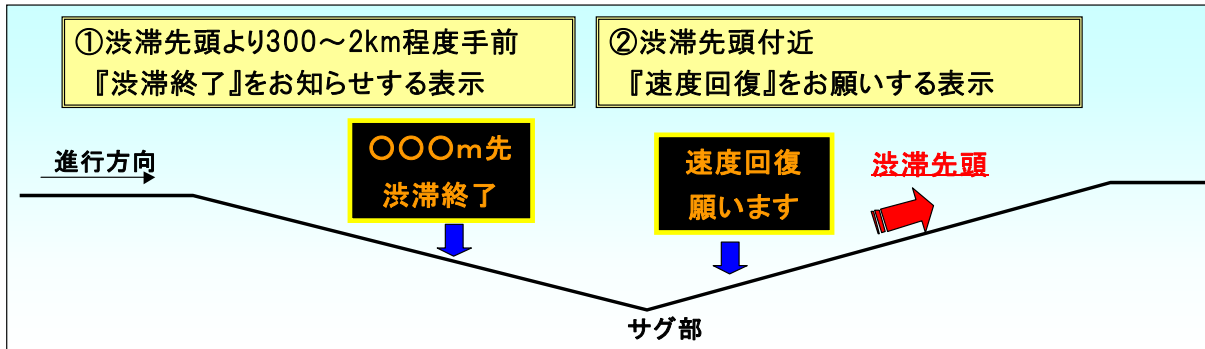 ①渋滞先頭より300～2km程度手前
『渋滞終了』をお知らせする表示
②渋滞先頭付近
『速度回復』をお願いする表示
進行方向
○○○m先
渋滞終了
速度回復
願います
渋滞先頭
サグ部